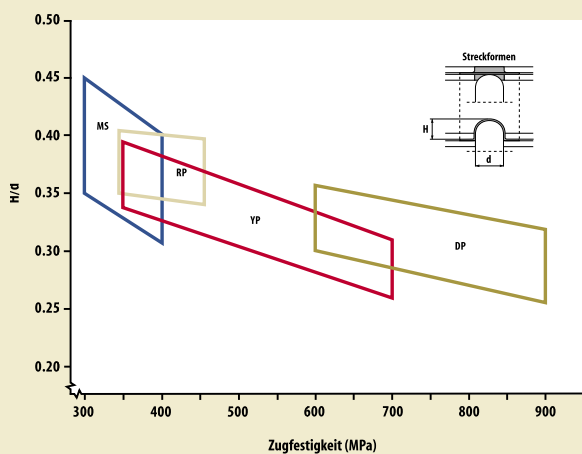 0.50
0.45
0.40
0.35
0.30
0.25
0.20
H/d
MS
RP
YP
DP
Streckformen
H
d
300 400 500 600 700 800 900
Zugfestigkeit (MPa)